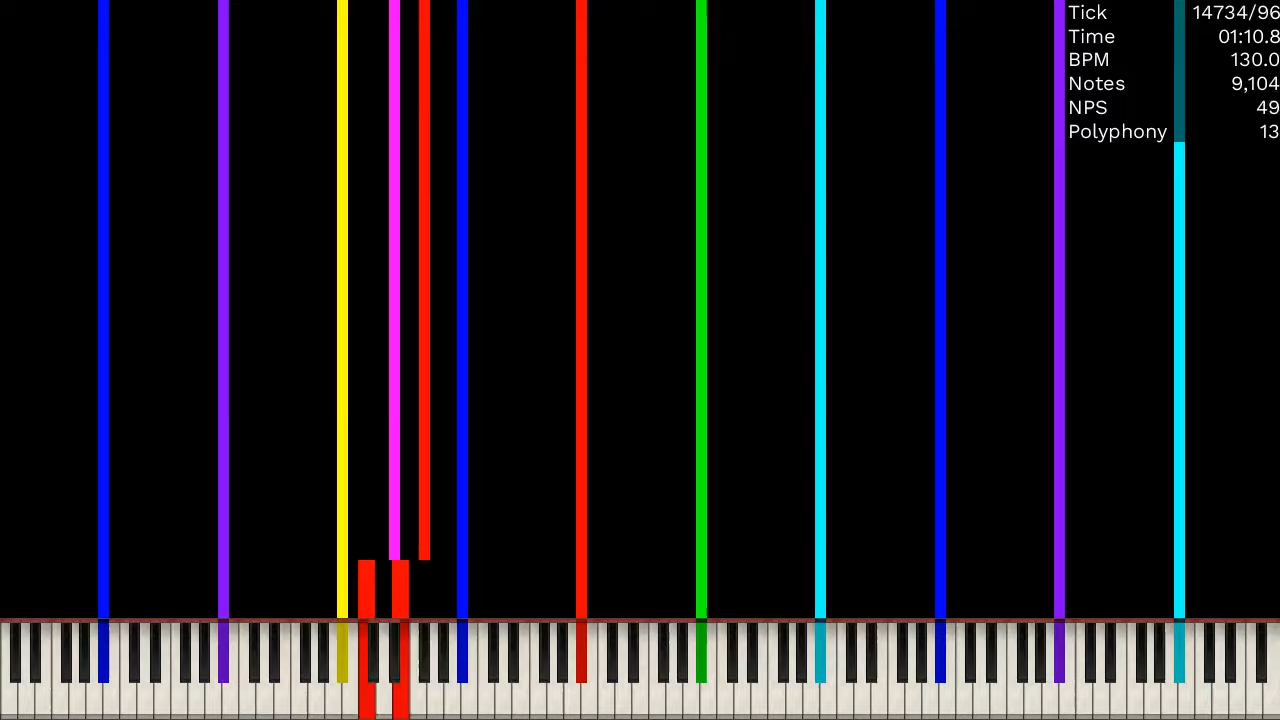 Tick 14734/96
Time 01:10.8
BPM 130.0
Notes 9,104
NPS 49
Polyphony 13